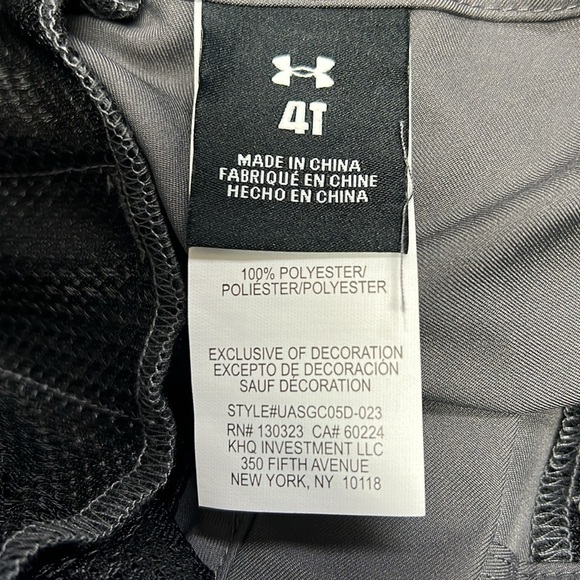 4T
MADE IN CHINA
FABRIQUÉ EN CHINE
HECHO EN CHINA
100% POLYESTER/
POLIESTER/POLYESTER
EXCLUSIVE OF DECORATION
EXCEPTO DE DECORACIÓN
SAUF DÉCORATION
STYLE#UASGC05D-023
RN# 130323 CA# 60224
KHQ INVESTMENT LLC
350 FIFTH AVENUE
NEW YORK, NY 10118